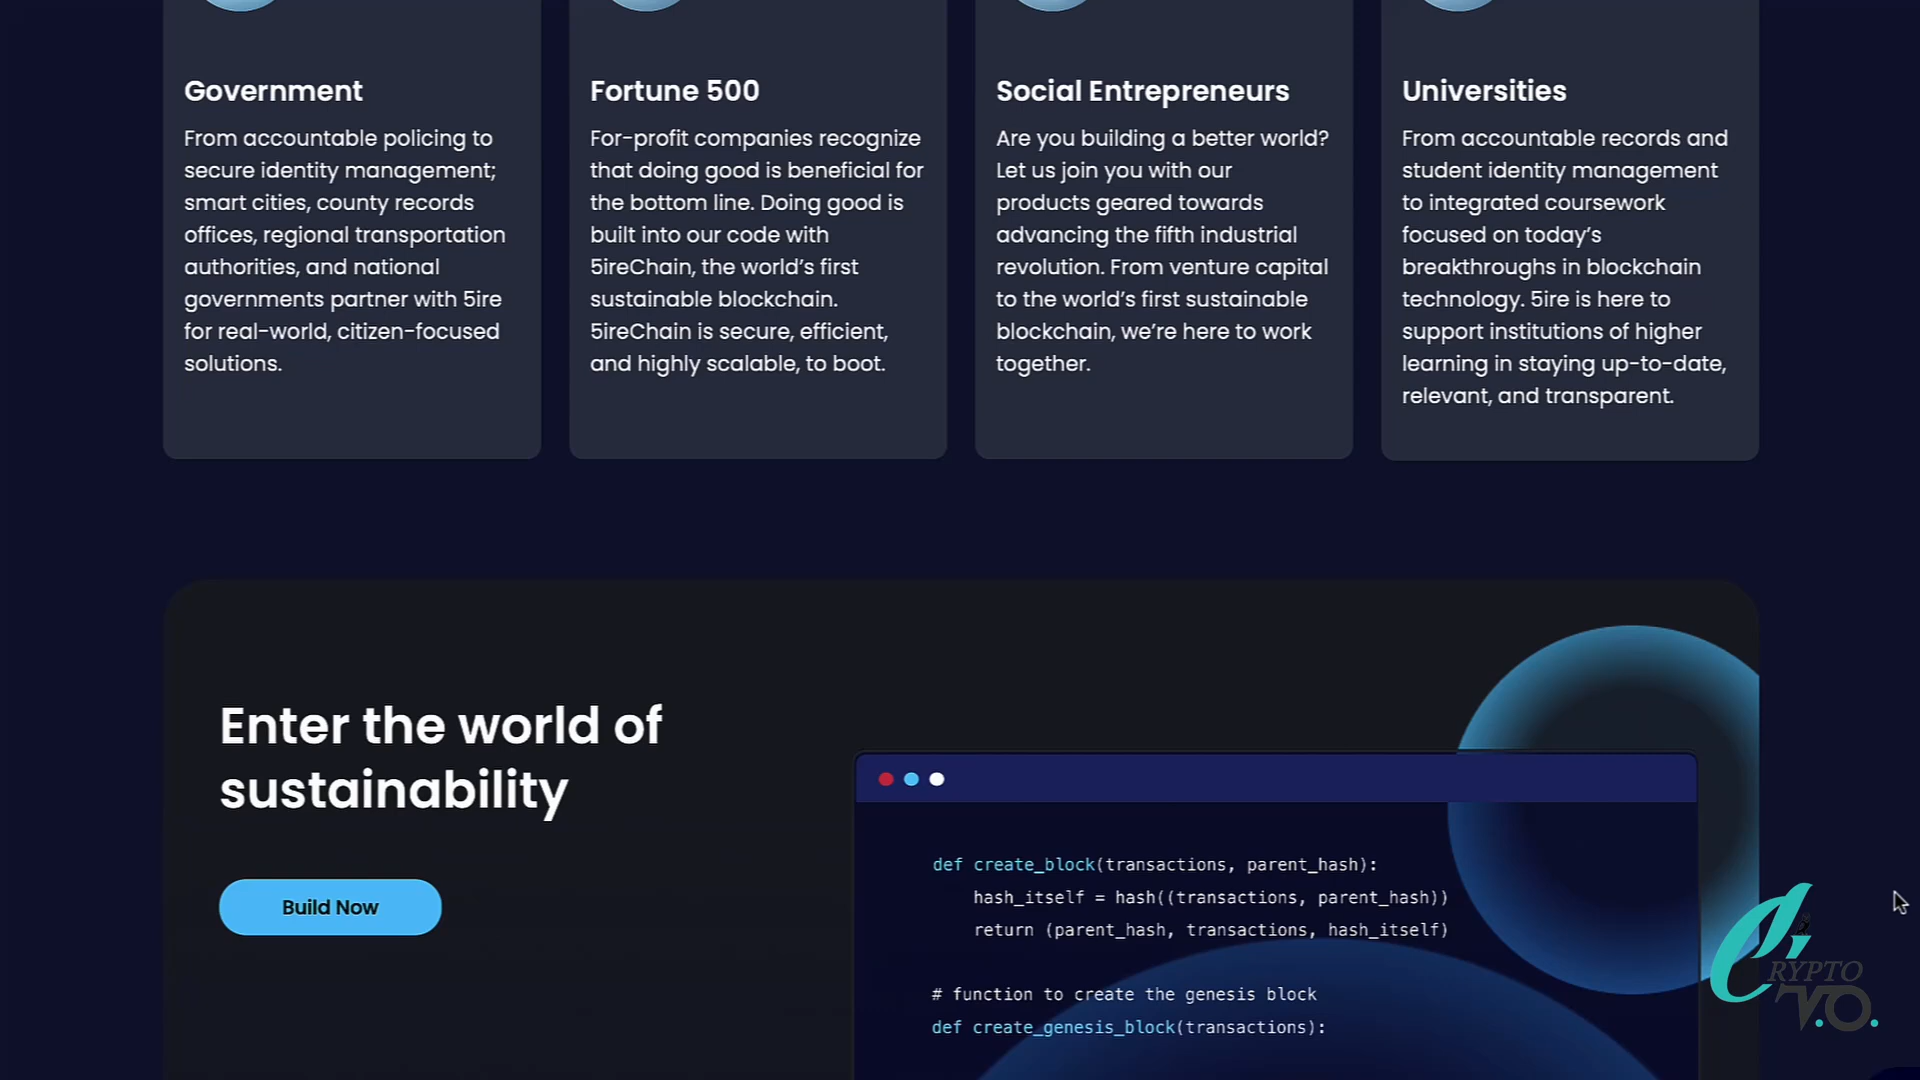 Government
From accountable policing to
secure identity management;
smart cities, county records
offices, regional transportation
authorities, and national
governments partner with 5ire
for real-world, citizen-focused
solutions.
Fortune 500
For-profit companies recognize
that doing good is beneficial for
the bottom line. Doing good is
built into our code with
5ireChain, the world’s first
sustainable blockchain.
5ireChain is secure, efficient,
and highly scalable, to boot.
Social Entrepreneurs
Are you building a better world?
Let us join you with our
products geared towards
advancing the fifth industrial
revolution. From venture capital
to the world’s first sustainable
blockchain, we’re here to work
together.
Universities
From accountable records and
student identity management
to integrated coursework
focused on today’s
breakthroughs in blockchain
technology. 5ire is here to
support institutions of higher
learning in staying up-to-date,
relevant, and transparent.
Enter the world of
sustainability
Build Now
def create_block(transactions, parent_hash):
hash_itself = hash((transactions, parent_hash))
return (parent_hash, transactions, hash_itself)
# function to create the genesis block
def create_genesis_block(transactions):
CRYPTO
V.O.